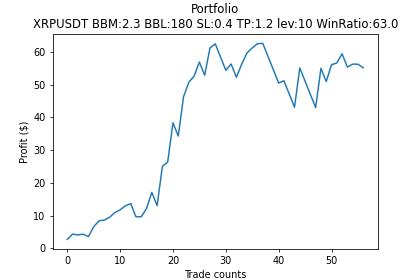 Portfolio
XRPUSDT BBM:2.3 BBL:180 SL:0.4 TP:1.2 lev:10 WinRatio:63.0
60
50
40
30
20
10
0
Profit ($)
0 10 20 30 40 50
Trade counts